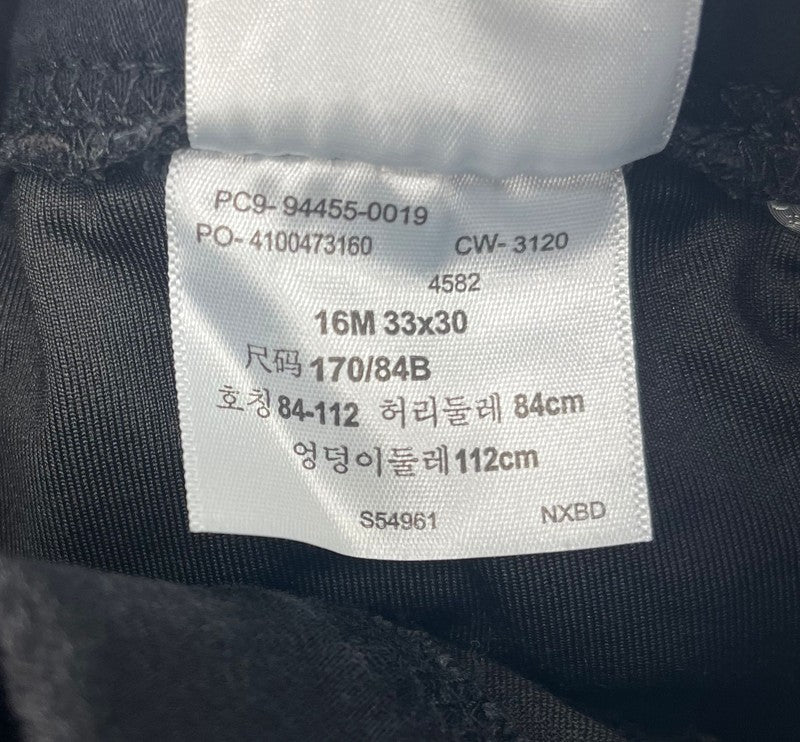 PC9- 94455-0019
PO- 4100473160 CW- 3120
4582
16M 33x30
尺码 170/84B
호칭 84-112 허리둘레 84cm
엉덩이둘레 112cm
S54961 NXBD